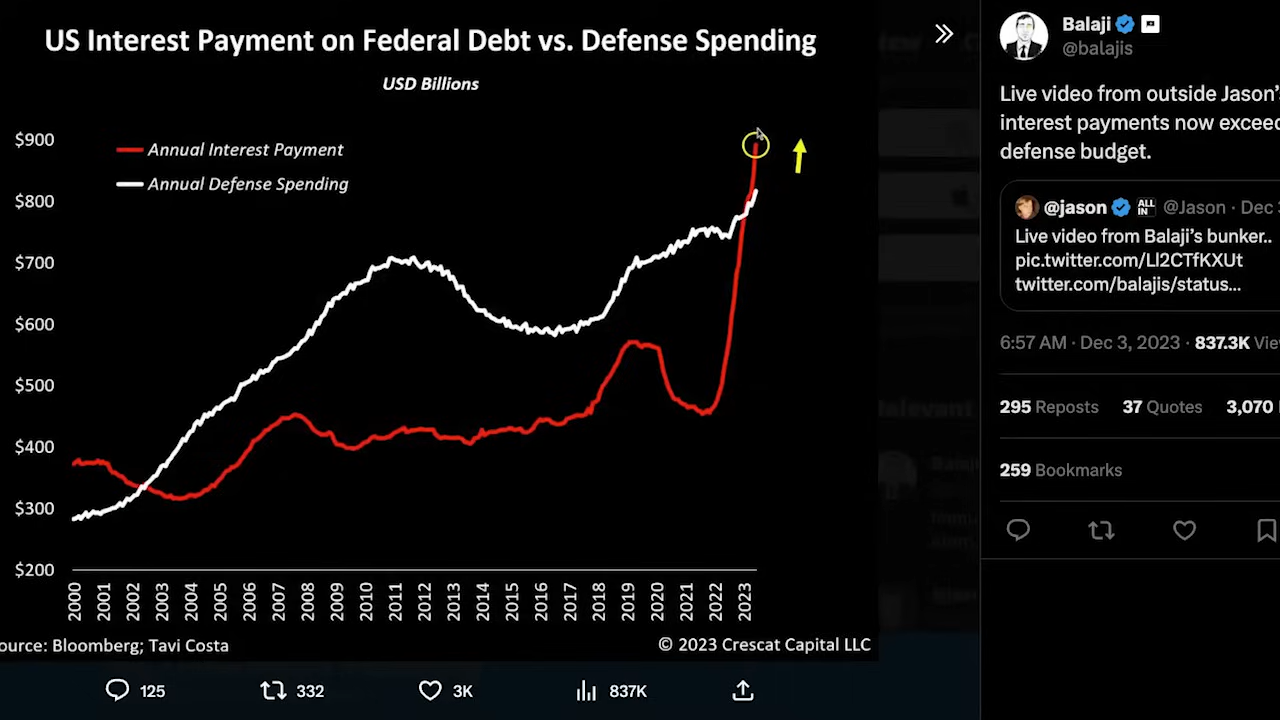 US Interest Payment on Federal Debt vs. Defense Spending
USD Billions
$900
$800
$700
$600
$500
$400
$300
$200
Annual Interest Payment
Annual Defense Spending
2000 2001 2002 2003 2004 2005 2006 2007 2008 2009 2010 2011 2012 2013 2014 2015 2016 2017 2018 2019 2020 2021 2022 2023
ource: Bloomberg; Tavi Costa
© 2023 Crescat Capital LLC
125 332 3K 837K
Balaji
@balajis
Live video from outside Jason's
interest payments now exceed
defense budget.
@jason ALL IN @Jason · Dec
Live video from Balaji's bunker..
pic.twitter.com/Ll2CTfKXUt
twitter.com/balajis/status...
6:57 AM · Dec 3, 2023 · 837.3K Vie
295 Reposts 37 Quotes 3,070
259 Bookmarks